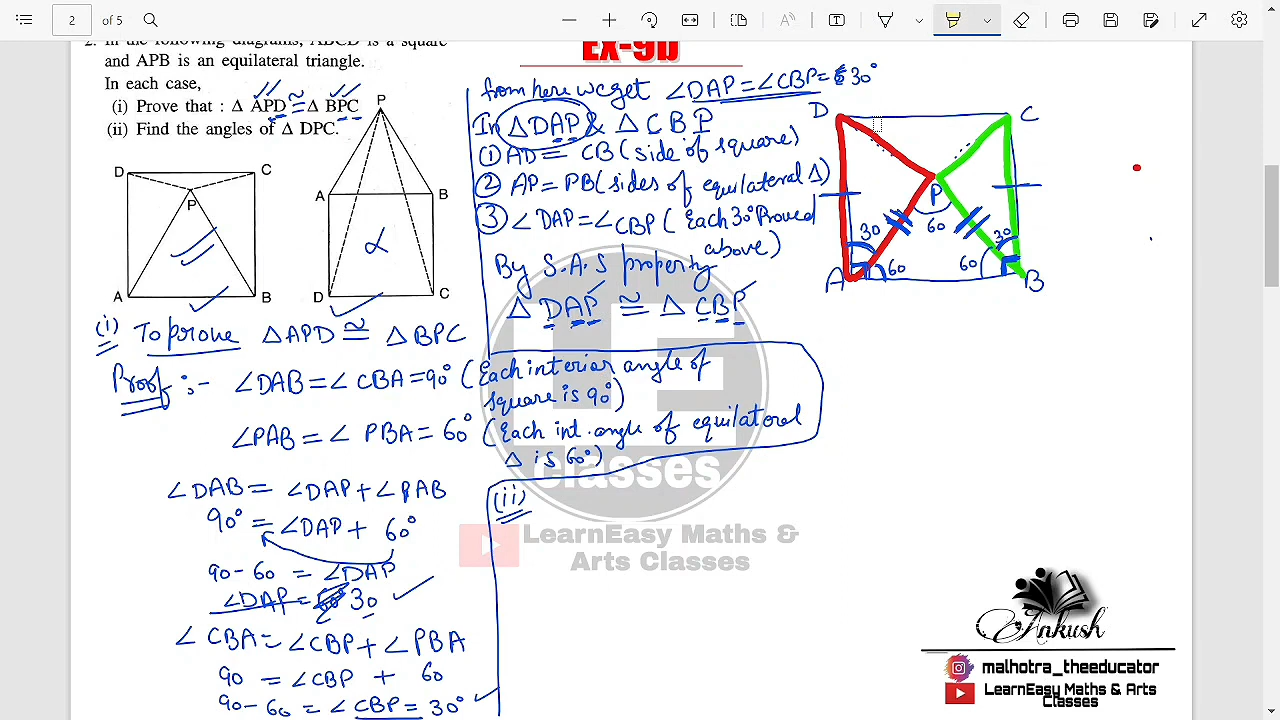 2
of 5
2. In the following diagrams, ABCD is a square
and APB is an equilateral triangle.
In each case,
(i) Prove that : Δ APD ≅ Δ BPC
(ii) Find the angles of Δ DPC.
D
C
P
A
B
P
A
B
D
C
α
(i) To prove ΔAPD ≅ ΔBPC
Proof :- ∠DAB = ∠CBA = 90° (Each interior angle of
square is 90°)
∠PAB = ∠PBA = 60° (Each int. angle of equilatoral
Δ is 60°)
∠DAB = ∠DAP + ∠PAB
90° = ∠DAP + 60°
90 - 60 = ∠DAP
∠DAP = 30
∠CBA = ∠CBP + ∠PBA
90 = ∠CBP + 60
90 - 60 = ∠CBP = 30°
EX-9B
from here we get ∠DAP = ∠CBP = 30°
In ΔDAP & ΔCBP
① AD = CB (side of square)
② AP = PB (sides of equilateral Δ)
③ ∠DAP = ∠CBP (Each 30° Proved
above)
By S.A.S property
Δ DAP ≅ Δ CBP
(ii)
D
C
P
60
30
30
60
60
A
B
LE
Classes
LearnEasy Maths &
Arts Classes
Ankush
malhotra_theeducator
LearnEasy Maths & Arts
Classes